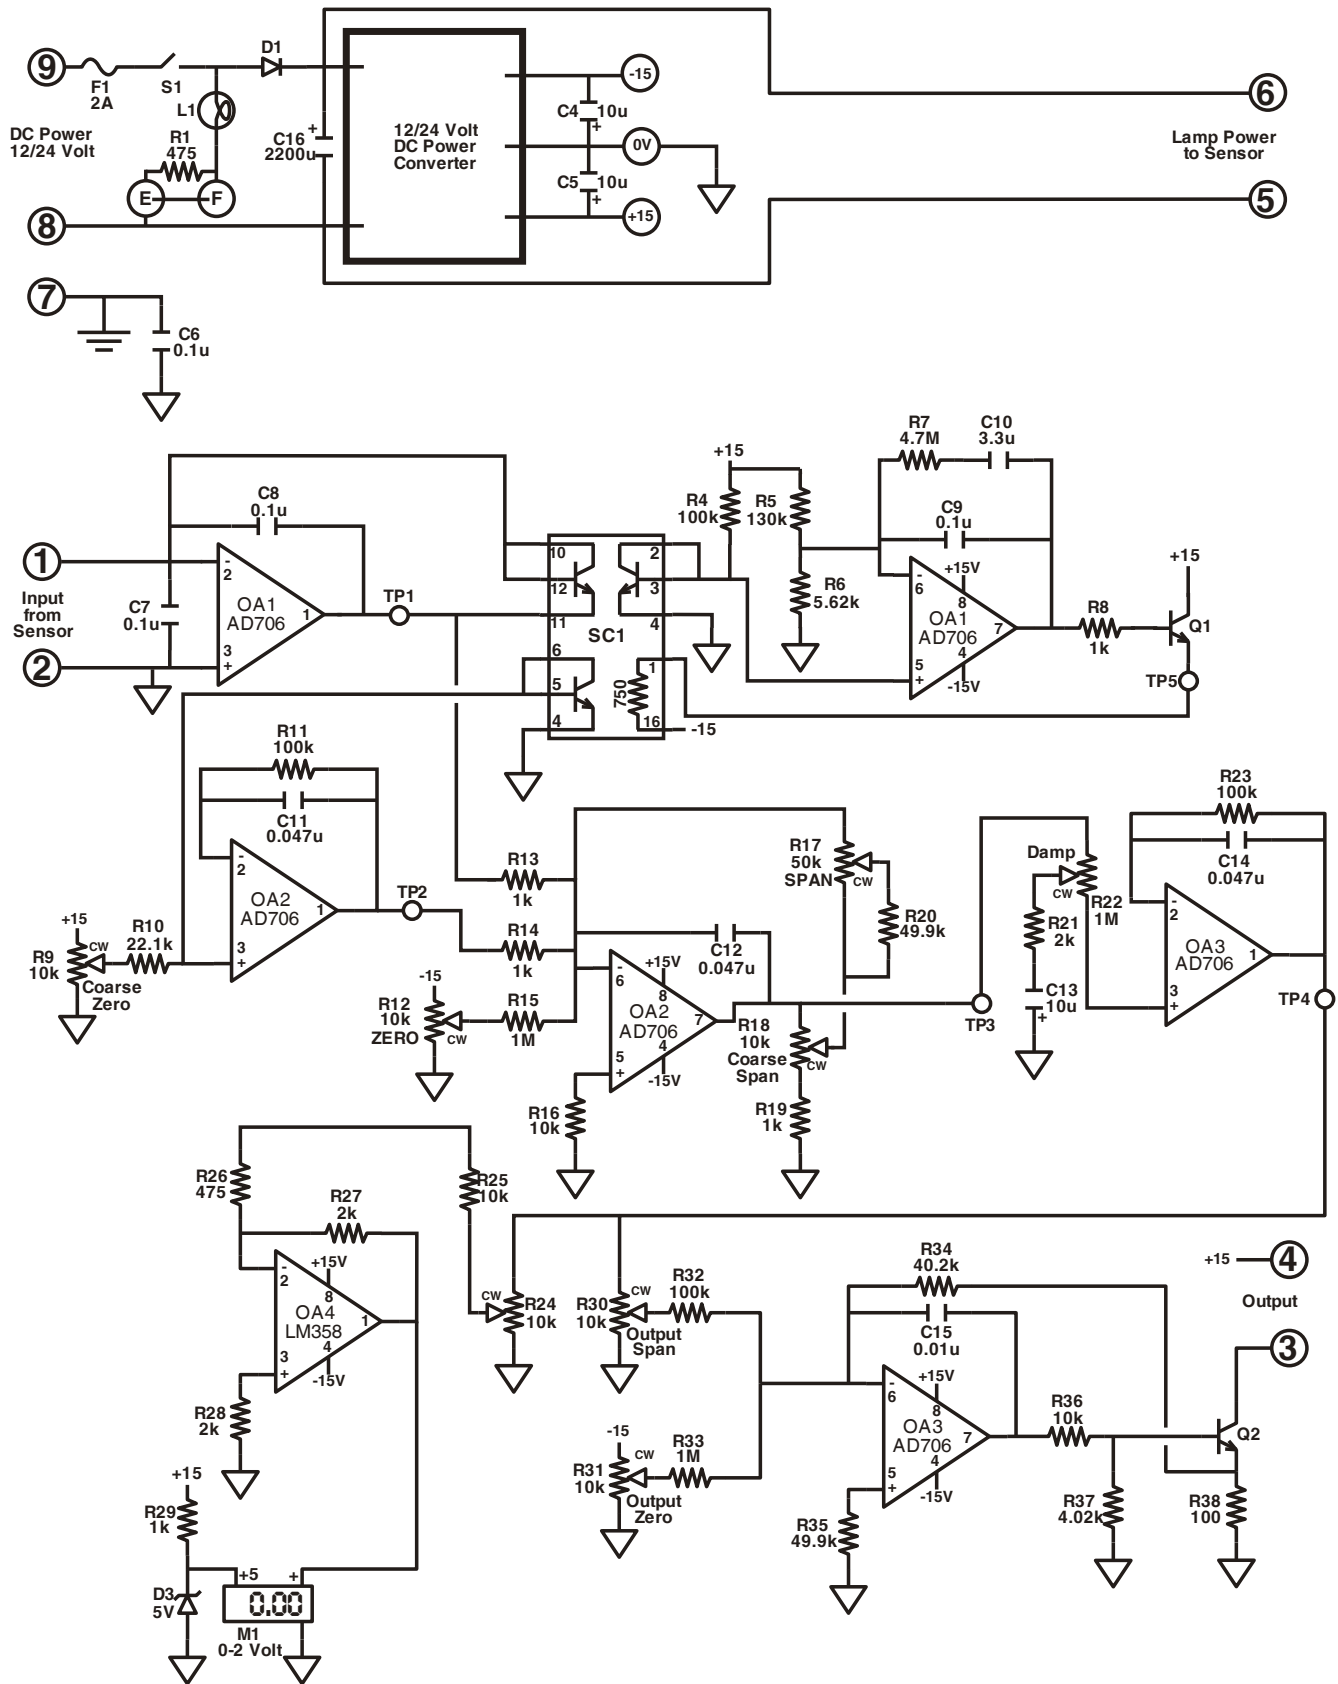 9
F1
2A
S1
D1
L1
DC Power
12/24 Volt
R1
475
E
F
8
C16
+
2200u
12/24 Volt
DC Power
Converter
-15
C4
10u
+
0V
C5
10u
+
+15
6
Lamp Power
to Sensor
5
7
C6
0.1u
1
Input
from
Sensor
2
C8
0.1u
C7
0.1u
-
2
OA1
AD706
1
3
+
TP1
10
12
11
6
5
4
2
3
4
1
16
SC1
750
-15
+15
R4
100k
R5
130k
R6
5.62k
R7
4.7M
C10
3.3u
C9
0.1u
-
6
+15V
8
OA1
AD706
7
4
5
+
-15V
R8
1k
+15
Q1
TP5
R11
100k
C11
0.047u
-
2
OA2
AD706
1
3
+
TP2
+15
R9
10k
CW
Coarse
Zero
R10
22.1k
R13
1k
R14
1k
R15
1M
-15
R12
10k
ZERO
CW
C12
0.047u
-
6
+15V
8
OA2
AD706
7
4
5
+
-15V
R16
10k
R17
50k
SPAN
CW
R20
49.9k
R18
10k
Coarse
Span
CW
R19
1k
TP3
Damp
CW
R22
1M
R21
2k
C13
10u
+
R23
100k
C14
0.047u
-
2
OA3
AD706
1
3
+
TP4
R26
475
R27
2k
R25
10k
-
2
+15V
8
OA4
LM358
1
4
3
+
-15V
R28
2k
CW
R24
10k
+15
R29
1k
D3
5V
+5
+
0.00
M1
0-2 Volt
R30
10k
CW
Output
Span
R32
100k
-15
R31
10k
CW
Output
Zero
R33
1M
R34
40.2k
C15
0.01u
-
6
+15V
8
OA3
AD706
7
4
5
+
-15V
R35
49.9k
R36
10k
R37
4.02k
Q2
R38
100
+15
4
Output
3